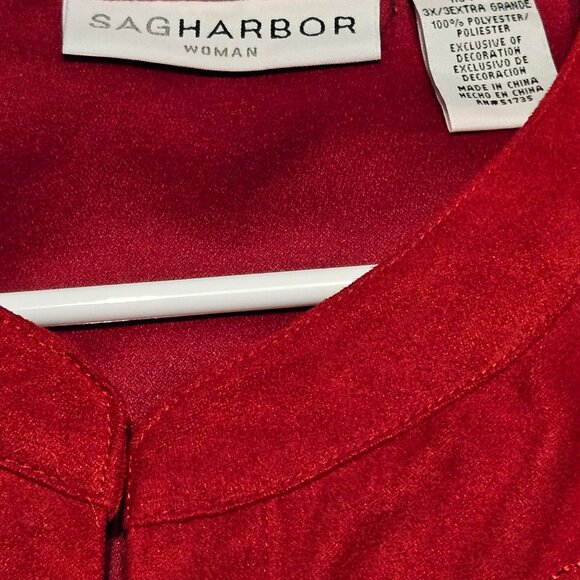 SAGHARBOR
WOMAN
3X/3EXTRA GRANDE
100% POLYESTER/
POLIESTER
EXCLUSIVE OF
DECORATION
EXCLUSIVO DE
DECORACION
MADE IN CHINA
HECHO EN CHINA
RN#51735